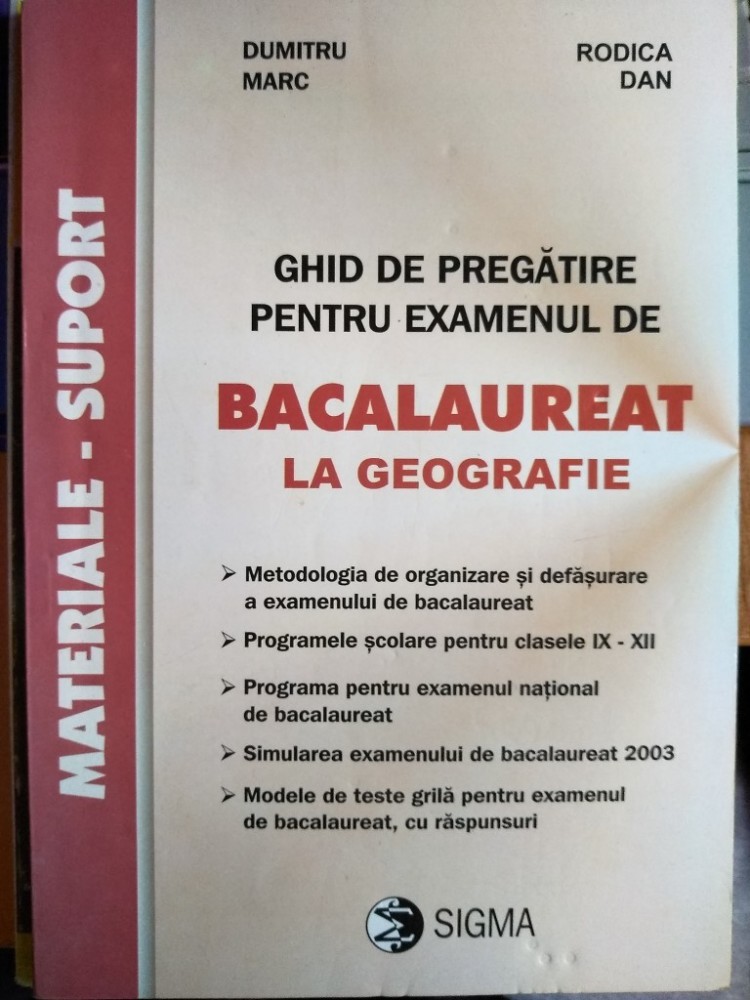 DUMITRU
MARC
RODICA
DAN
MATERIALE - SUPORT
GHID DE PREGĂTIRE
PENTRU EXAMENUL DE
BACALAUREAT
LA GEOGRAFIE
➢ Metodologia de organizare și defășurare
a examenului de bacalaureat
➢ Programele școlare pentru clasele IX - XII
➢ Programa pentru examenul național
de bacalaureat
➢ Simularea examenului de bacalaureat 2003
➢ Modele de teste grilă pentru examenul
de bacalaureat, cu răspunsuri
SIGMA